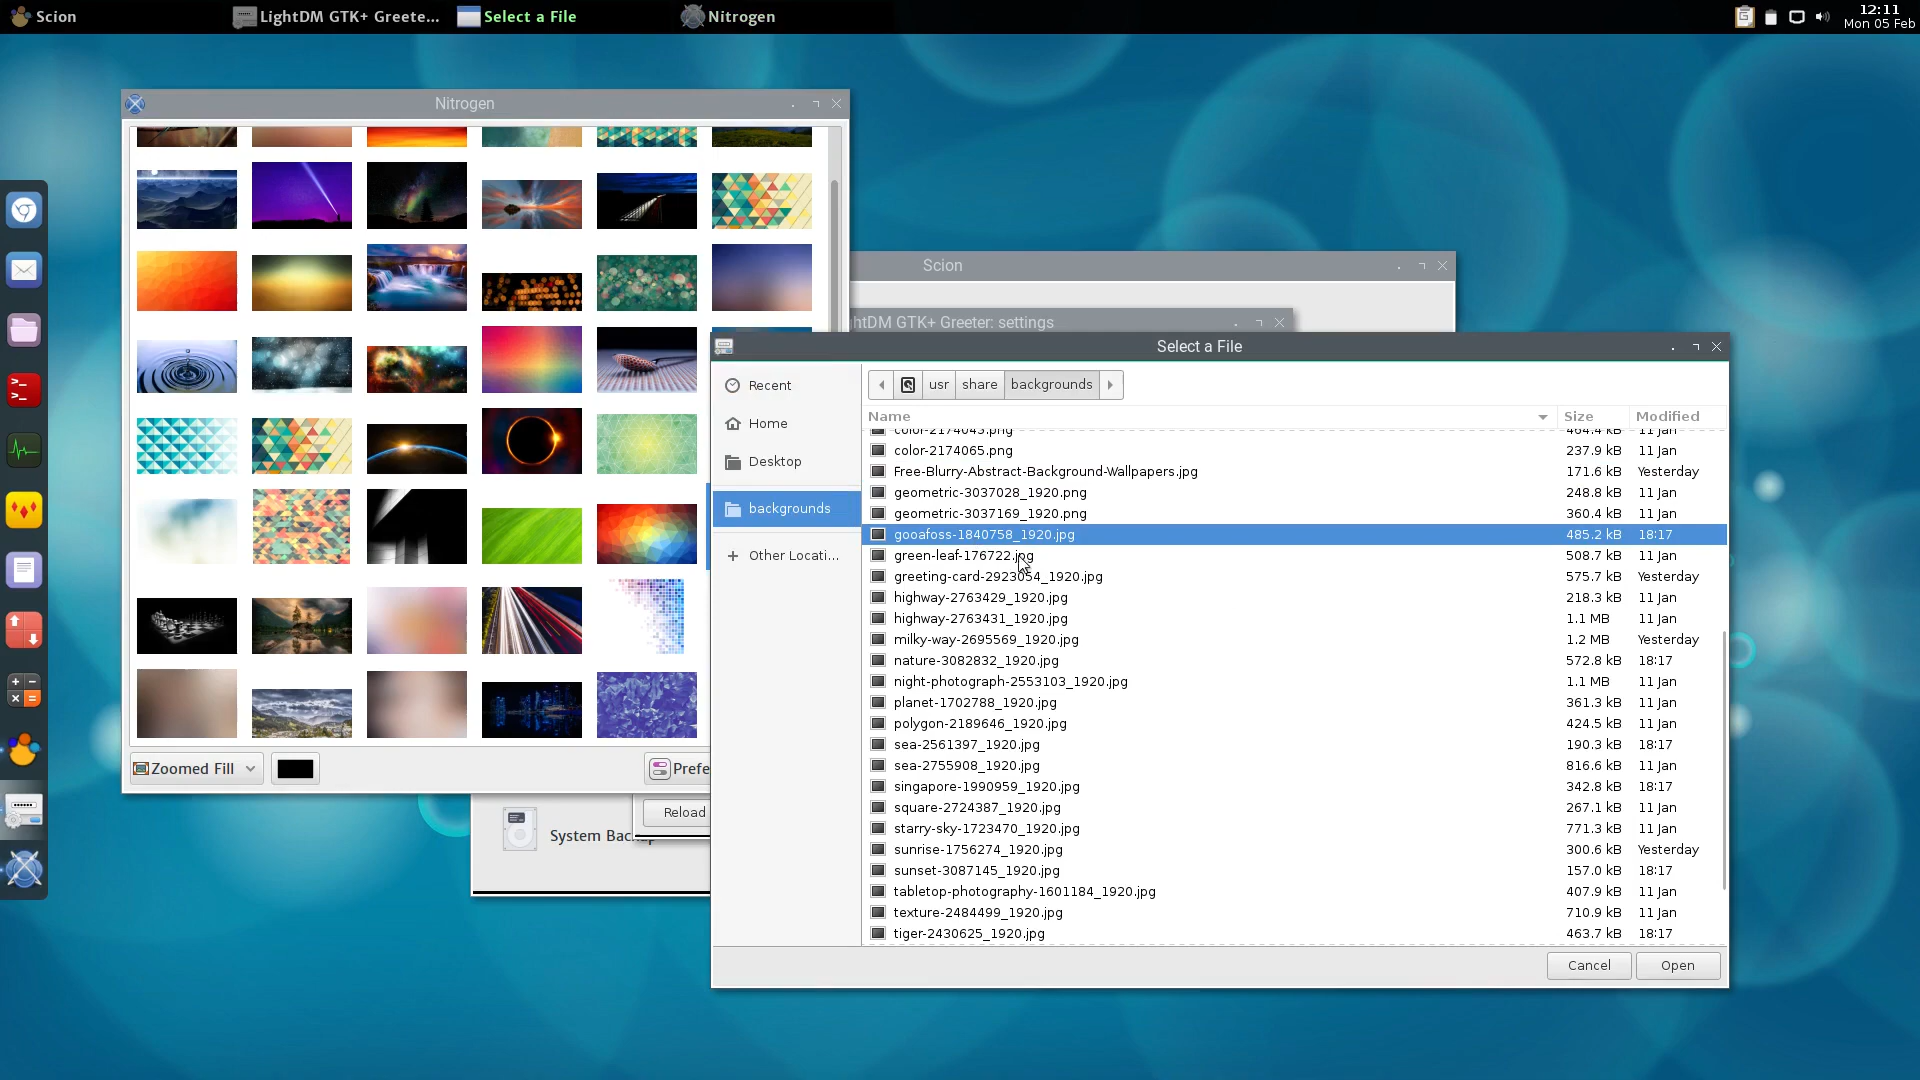 Scion
LightDM GTK+ Greete...
Select a File
Nitrogen
12:11
Mon 05 Feb
Nitrogen
Scion
htDM GTK+ Greeter: settings
Select a File
Recent
Home
Desktop
backgrounds
Other Locati...
usr
share
backgrounds
Name Size Modified
color-2174045.png 464.4 kB 11 Jan
color-2174065.png 237.9 kB 11 Jan
Free-Blurry-Abstract-Background-Wallpapers.jpg 171.6 kB Yesterday
geometric-3037028_1920.png 248.8 kB 11 Jan
geometric-3037169_1920.png 360.4 kB 11 Jan
gooafoss-1840758_1920.jpg 485.2 kB 18:17
green-leaf-176722.jpg 508.7 kB 11 Jan
greeting-card-2923054_1920.jpg 575.7 kB Yesterday
highway-2763429_1920.jpg 218.3 kB 11 Jan
highway-2763431_1920.jpg 1.1 MB 11 Jan
milky-way-2695569_1920.jpg 1.2 MB Yesterday
nature-3082832_1920.jpg 572.8 kB 18:17
night-photograph-2553103_1920.jpg 1.1 MB 11 Jan
planet-1702788_1920.jpg 361.3 kB 11 Jan
polygon-2189646_1920.jpg 424.5 kB 11 Jan
sea-2561397_1920.jpg 190.3 kB 18:17
sea-2755908_1920.jpg 816.6 kB 11 Jan
singapore-1990959_1920.jpg 342.8 kB 18:17
square-2724387_1920.jpg 267.1 kB 11 Jan
starry-sky-1723470_1920.jpg 771.3 kB 11 Jan
sunrise-1756274_1920.jpg 300.6 kB Yesterday
sunset-3087145_1920.jpg 157.0 kB 18:17
tabletop-photography-1601184_1920.jpg 407.9 kB 11 Jan
texture-2484499_1920.jpg 710.9 kB 11 Jan
tiger-2430625_1920.jpg 463.7 kB 18:17
Cancel
Open
Zoomed Fill
Prefe
Reload
System Backup